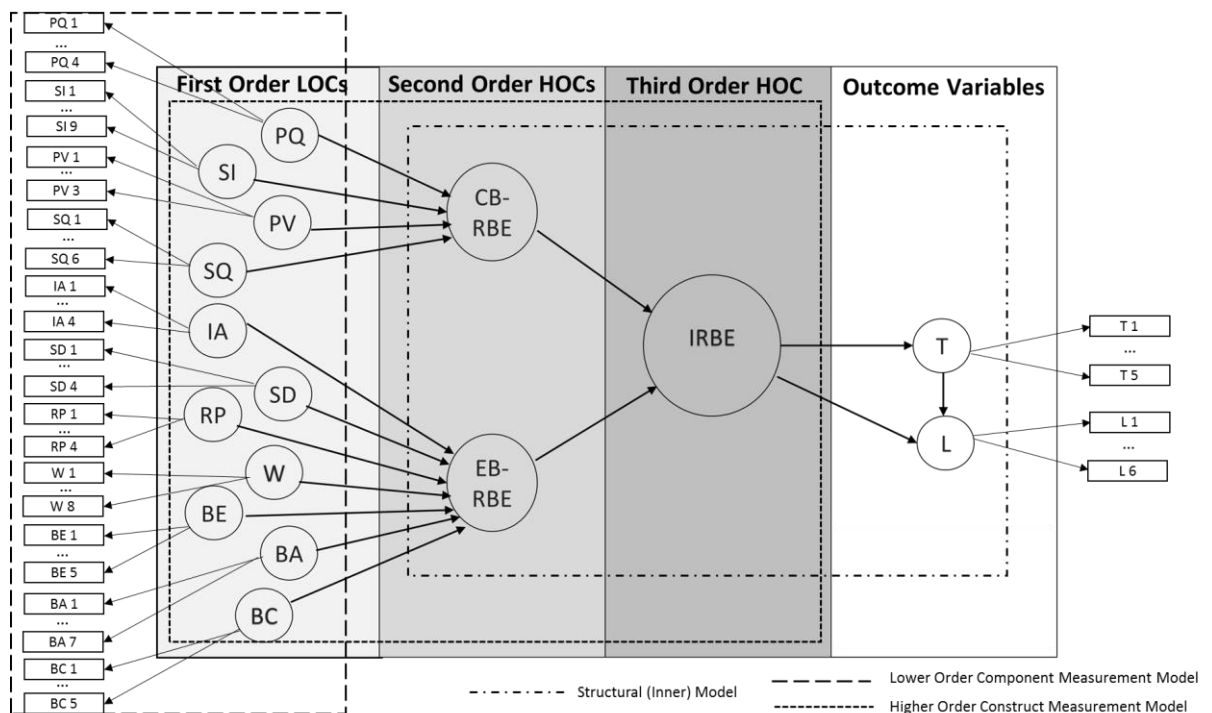 PQ 1
...
PQ 4
SI 1
...
SI 9
PV 1
...
PV 3
SQ 1
...
SQ 6
IA 1
...
IA 4
SD 1
...
SD 4
RP 1
...
RP 4
W 1
...
W 8
BE 1
...
BE 5
BA 1
...
BA 7
BC 1
...
BC 5
First Order LOCs
PQ
SI
PV
SQ
IA
SD
RP
W
BE
BA
BC
Second Order HOCs
CB-
RBE
EB-
RBE
Third Order HOC
IRBE
Outcome Variables
T
L
T 1
...
T 5
L 1
...
L 6
Structural (Inner) Model
Lower Order Component Measurement Model
Higher Order Construct Measurement Model